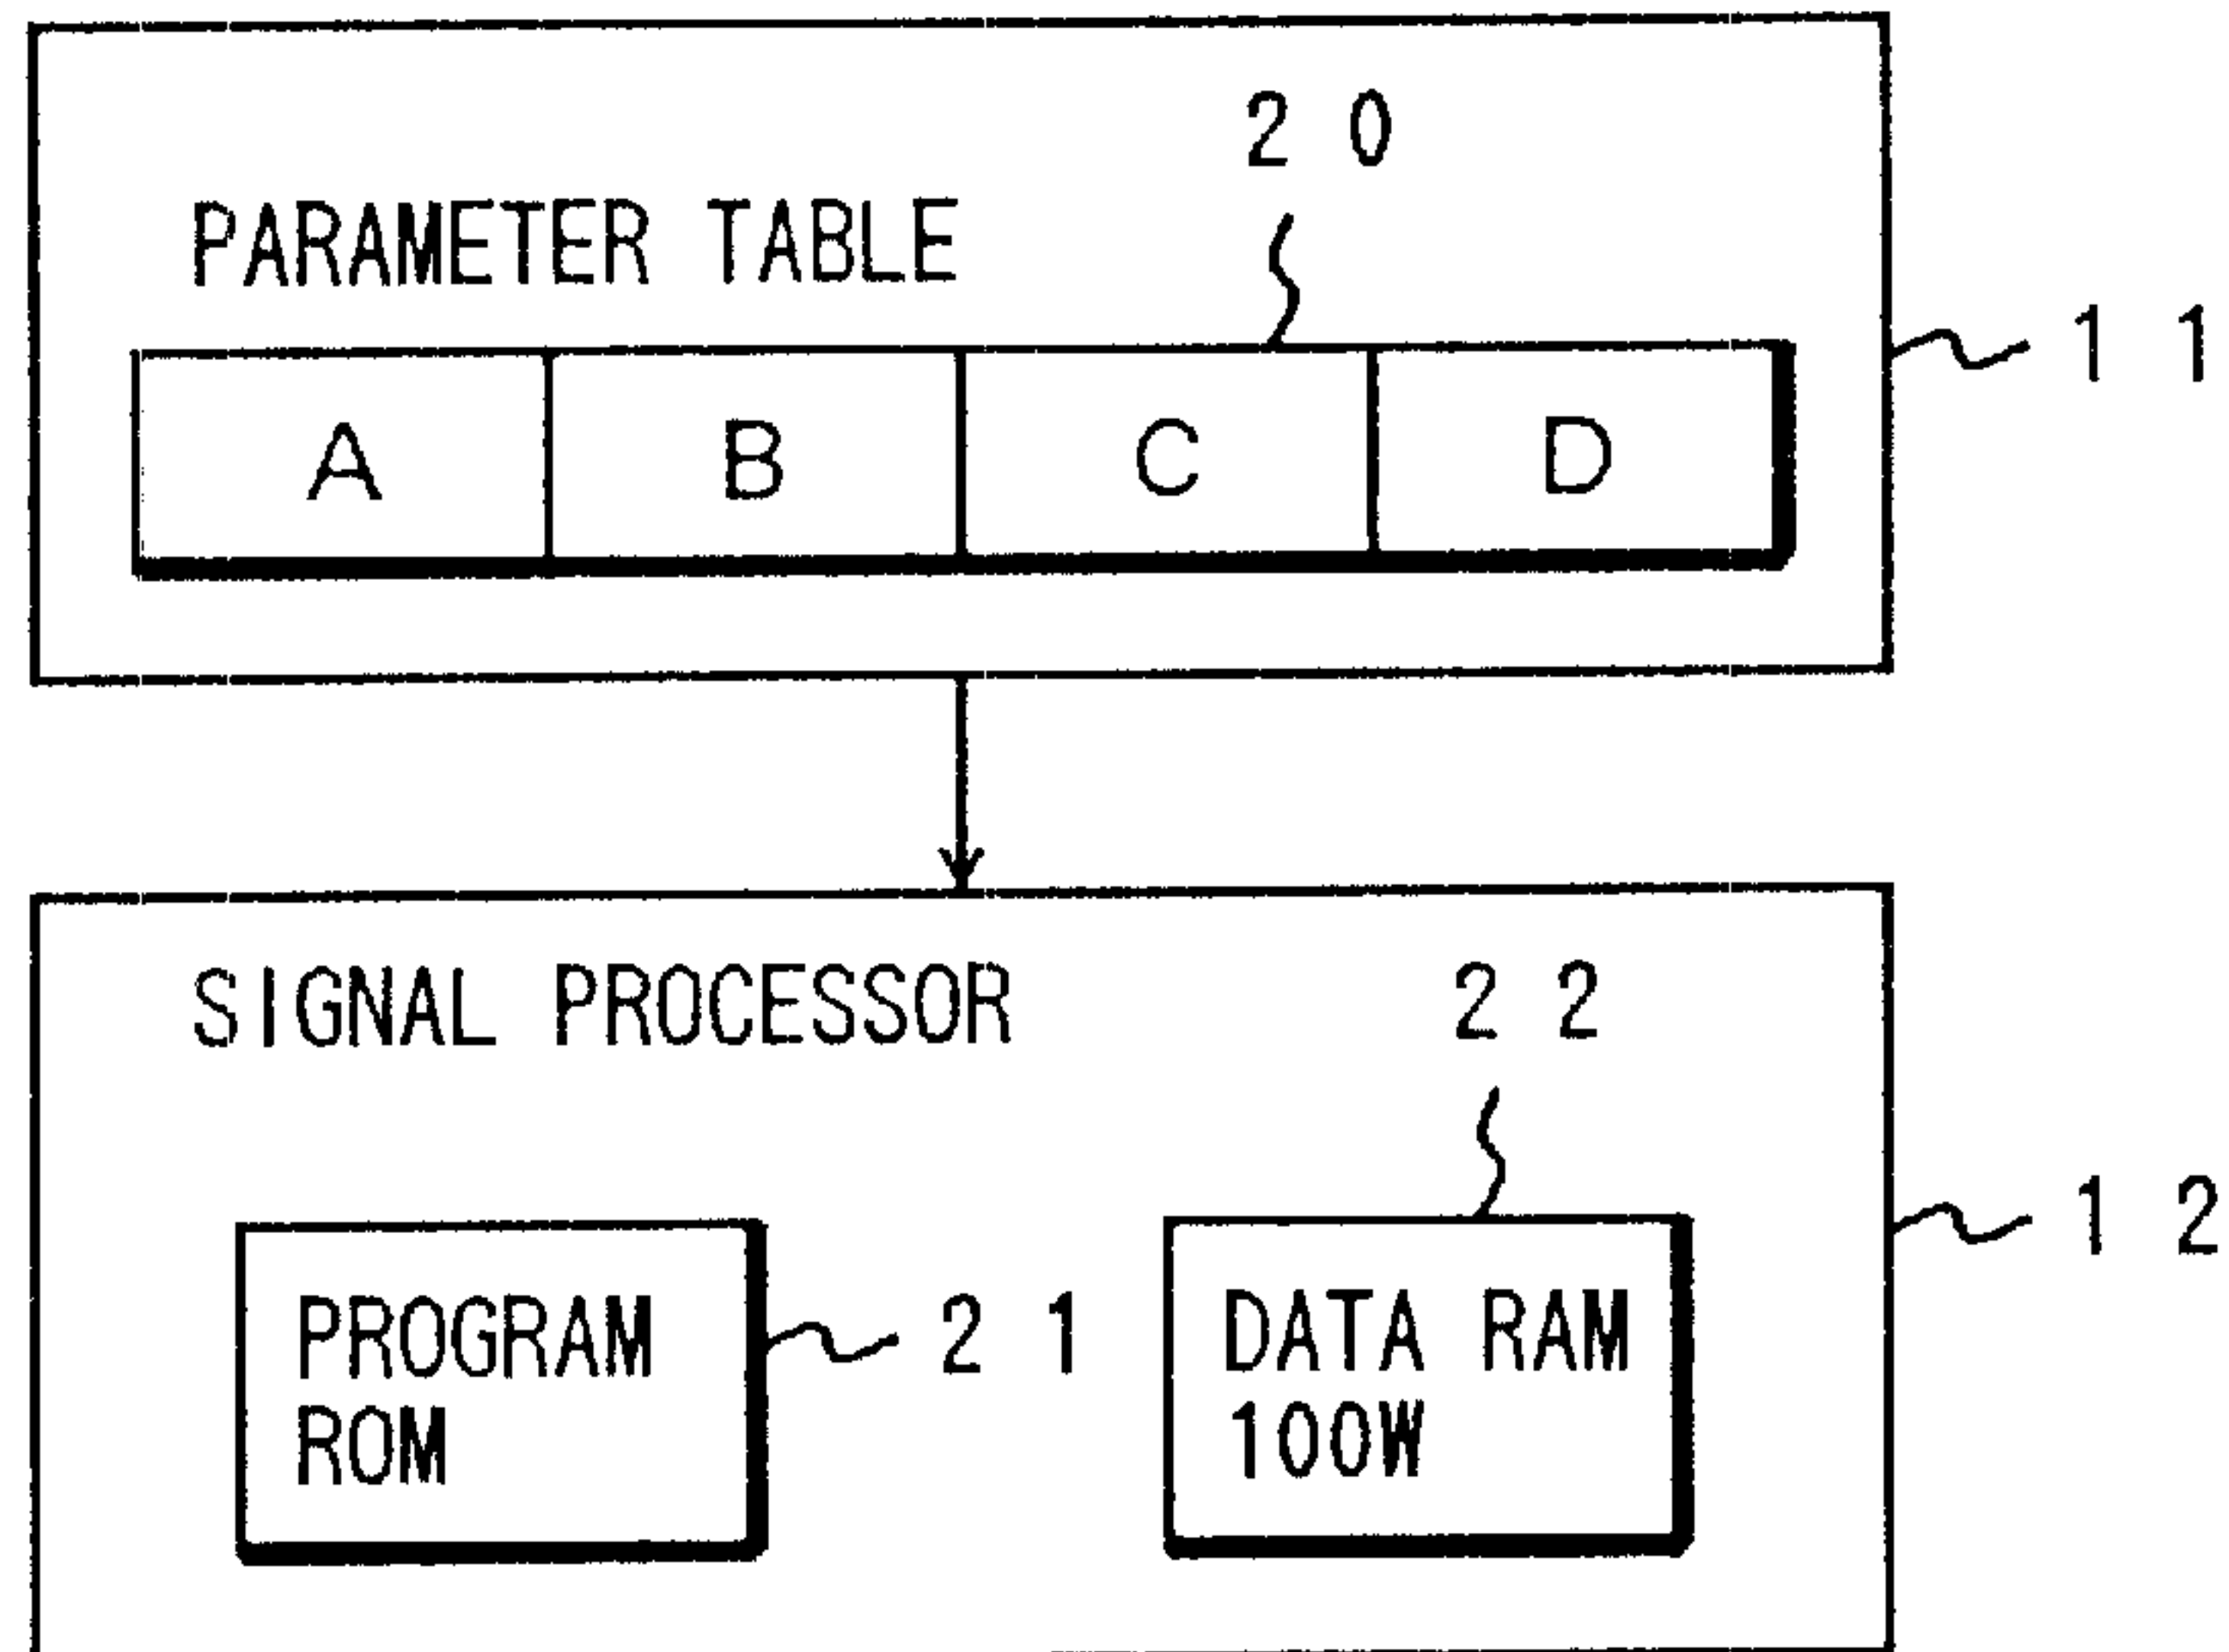 2 0
PARAMETER TABLE
1 1
A B C D
SIGNAL PROCESSOR
2 2
1 2
PROGRAM ROM
2 1
DATA RAM 100W